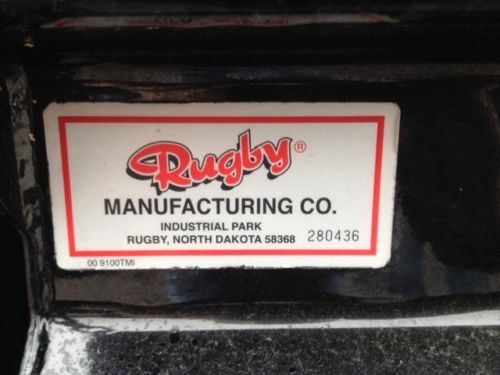 Rugby®
MANUFACTURING CO.
INDUSTRIAL PARK
RUGBY, NORTH DAKOTA 58368 280436
00 9100TMI